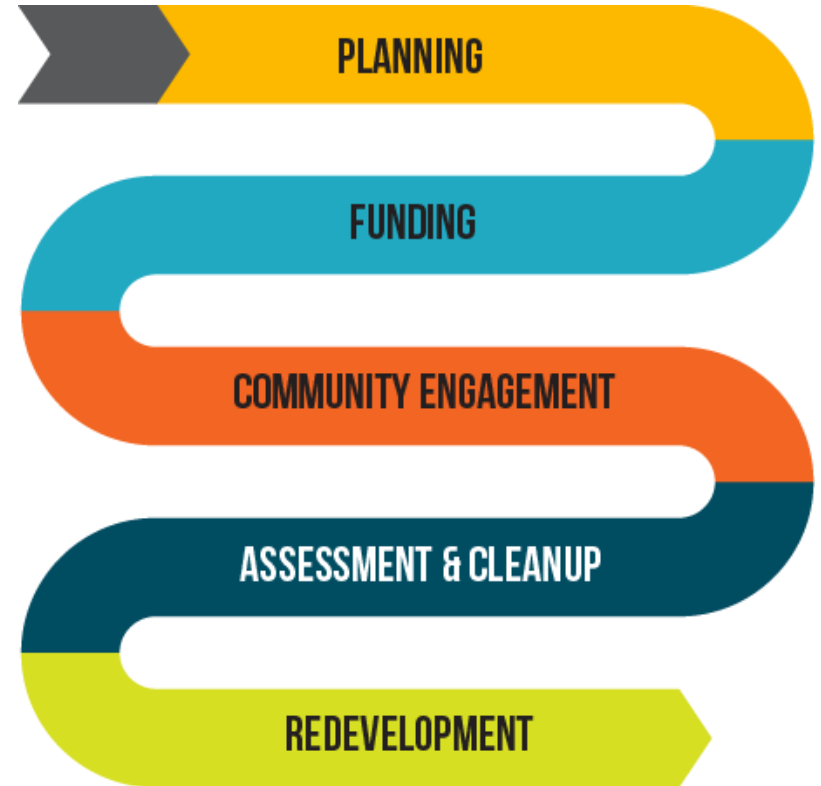 PLANNING
FUNDING
COMMUNITY ENGAGEMENT
ASSESSMENT & CLEANUP
REDEVELOPMENT